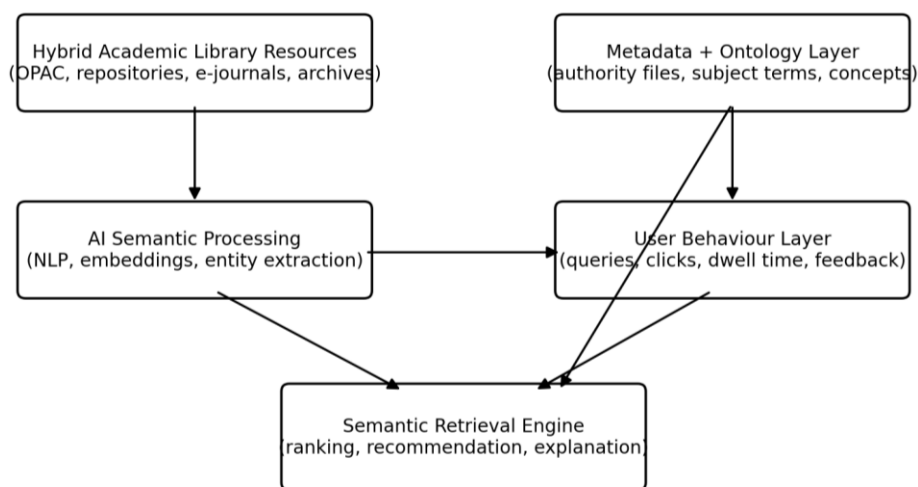 Hybrid Academic Library Resources
(OPAC, repositories, e-journals, archives)
Metadata + Ontology Layer
(authority files, subject terms, concepts)
AI Semantic Processing
(NLP, embeddings, entity extraction)
User Behaviour Layer
(queries, clicks, dwell time, feedback)
Semantic Retrieval Engine
(ranking, recommendation, explanation)